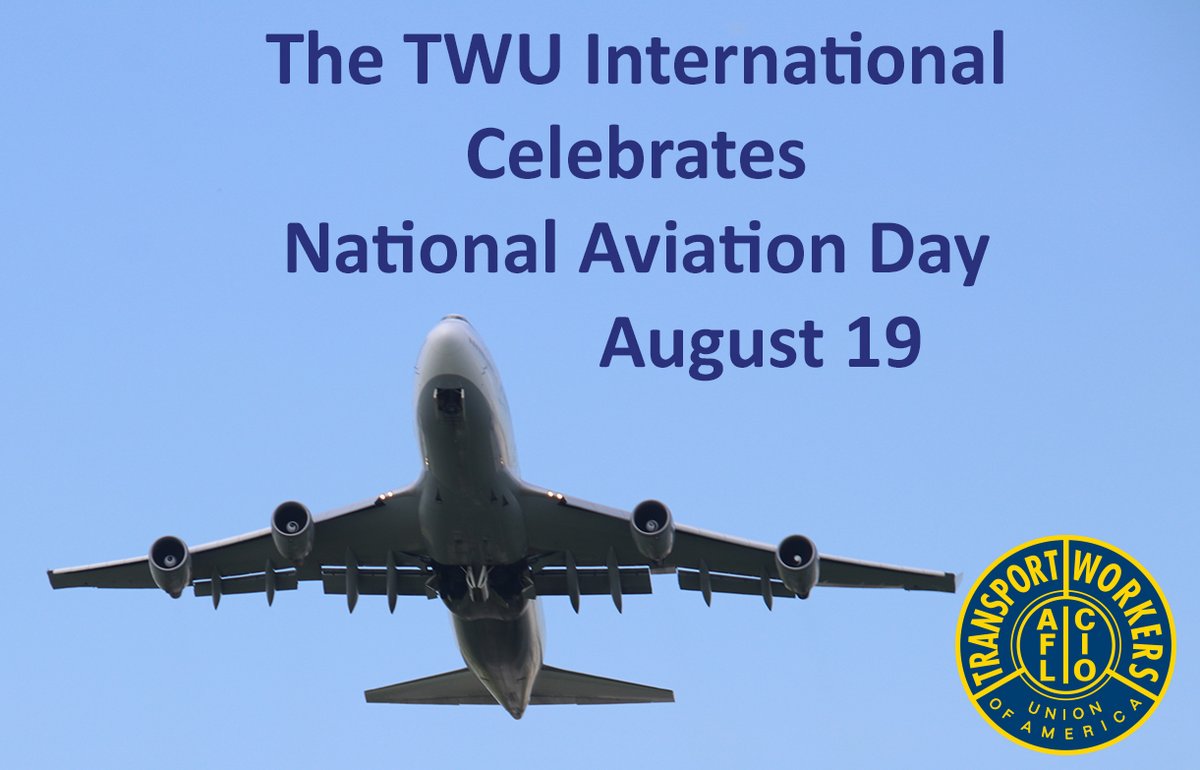 The TWU International
Celebrates
National Aviation Day
August 19
TRANSPORT WORKERS
AFL CIO
UNION
OF AMERICA